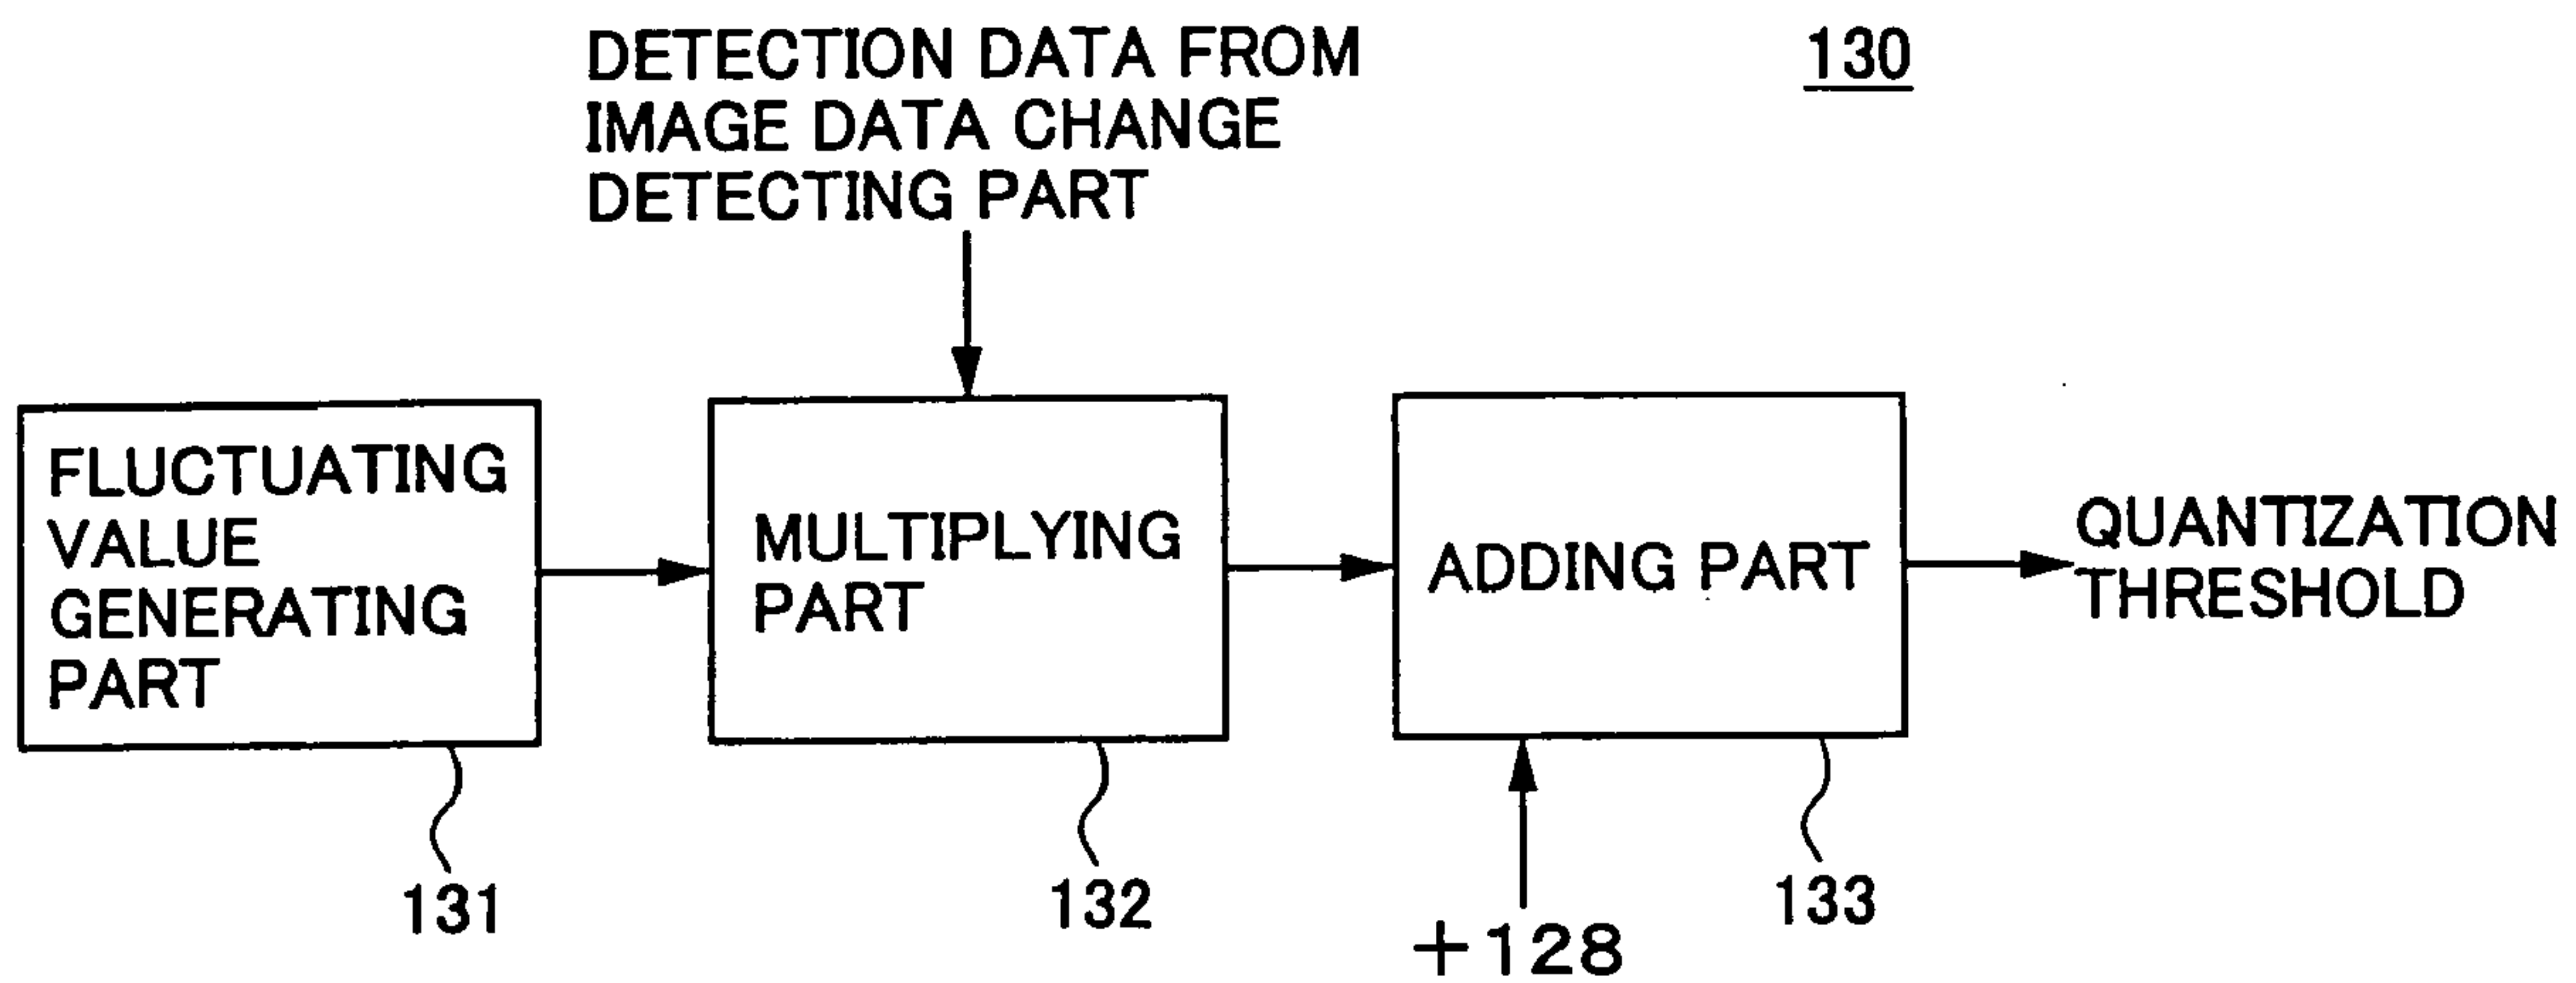 DETECTION DATA FROM
IMAGE DATA CHANGE
DETECTING PART
130
FLUCTUATING
VALUE
GENERATING
PART
MULTIPLYING
PART
ADDING PART
QUANTIZATION
THRESHOLD
131
132
133
+128